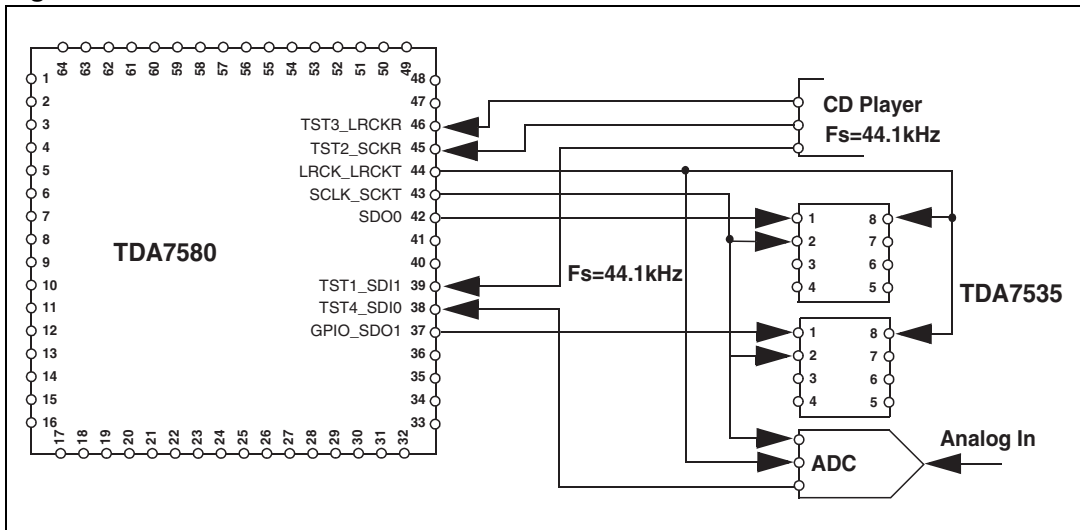 64 63 62 61 60 59 58 57 56 55 54 53 52 51 50 49
1
2
3
4
5
6
7
8
9
10
11
12
13
14
15
16
TDA7580
17 18 19 20 21 22 23 24 25 26 27 28 29 30 31 32
48
47
TST3_LRCKR 46
TST2_SCKR 45
LRCK_LRCKT 44
SCLK_SCKT 43
SDO0 42
41
40
TST1_SDI1 39
TST4_SDI0 38
GPIO_SDO1 37
36
35
34
33
Fs=44.1kHz
CD Player
Fs=44.1kHz
1 8
2 7
3 6
4 5
TDA7535
1 8
2 7
3 6
4 5
ADC
Analog In